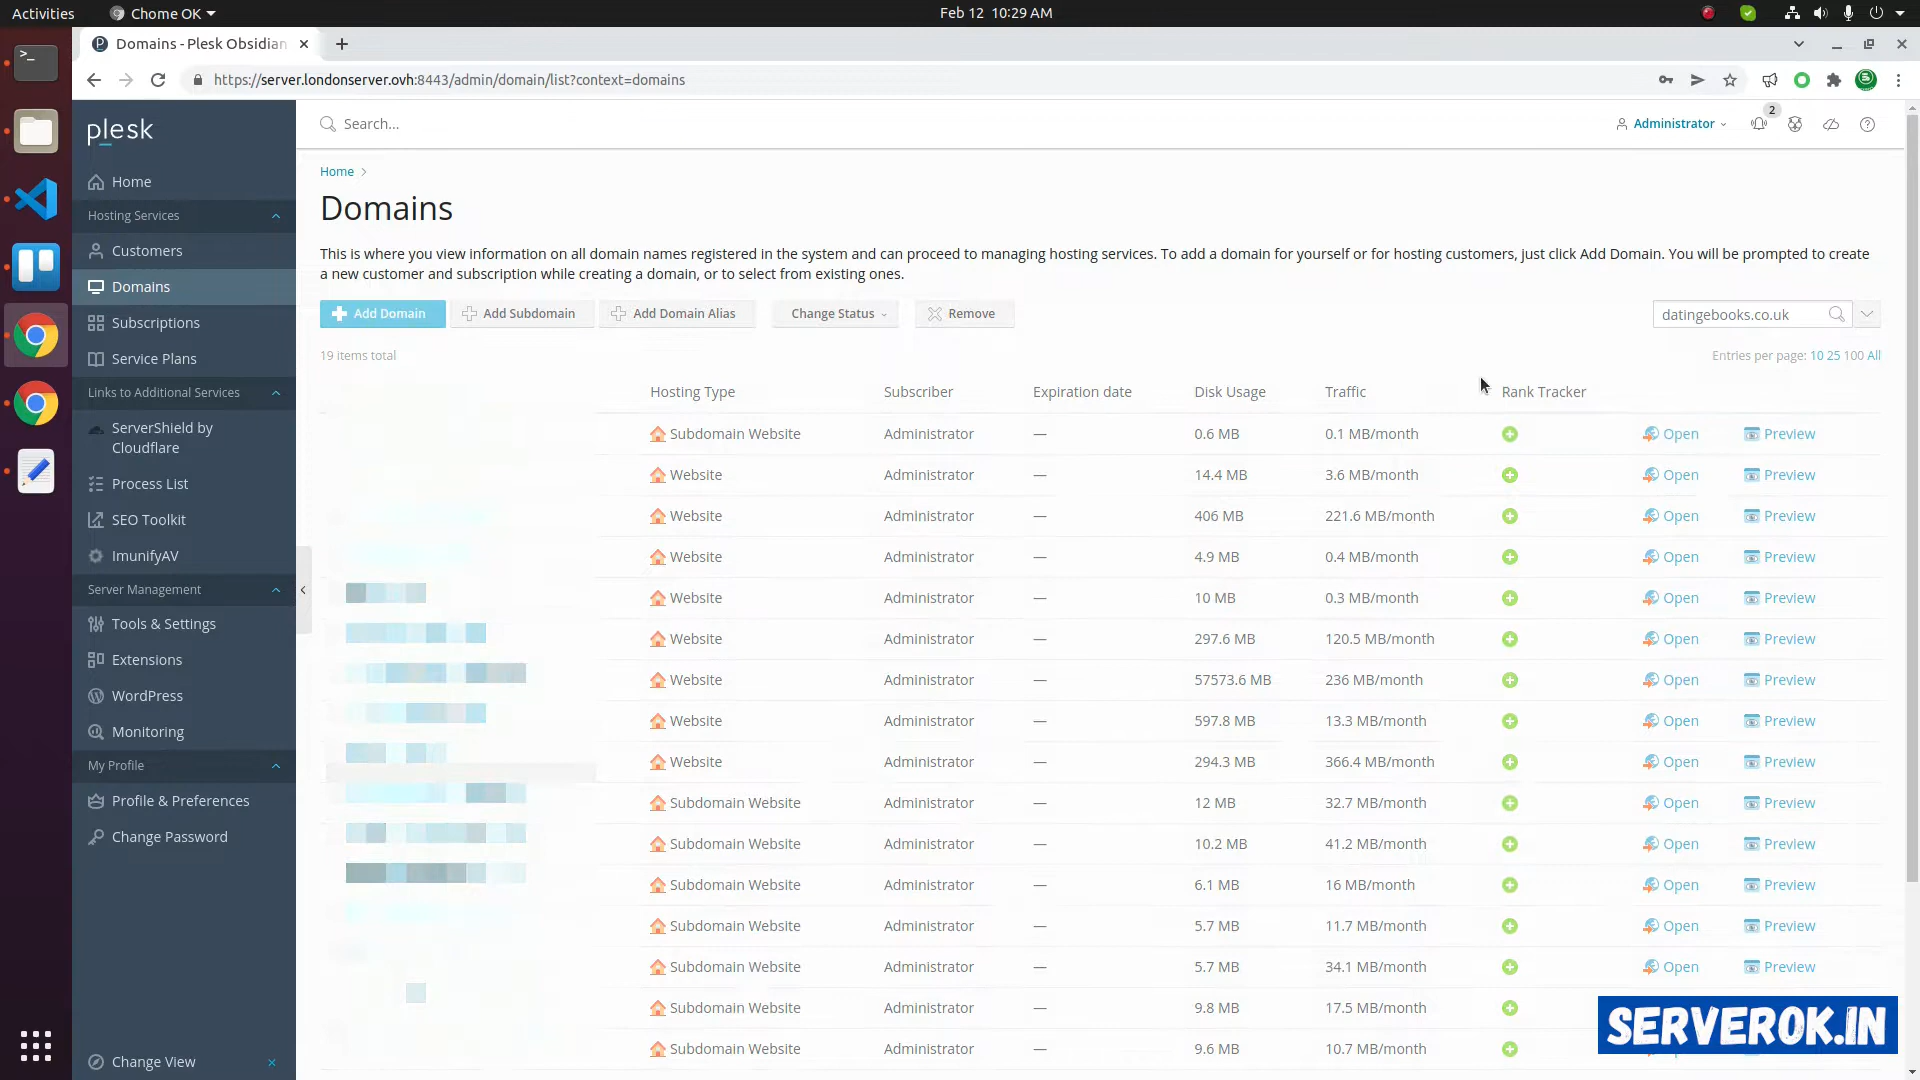 Activities
Chome OK
Feb 12 10:29 AM
Domains - Plesk Obsidian
https://server.londonserver.ovh:8443/admin/domain/list?context=domains
plesk
Search...
Administrator
2
Home
Hosting Services
Customers
Domains
Subscriptions
Service Plans
Links to Additional Services
ServerShield by
Cloudflare
Process List
SEO Toolkit
ImunifyAV
Server Management
Tools & Settings
Extensions
WordPress
Monitoring
My Profile
Profile & Preferences
Change Password
Change View
Home
Domains
This is where you view information on all domain names registered in the system and can proceed to managing hosting services. To add a domain for yourself or for hosting customers, just click Add Domain. You will be prompted to create
a new customer and subscription while creating a domain, or to select from existing ones.
Add Domain Add Subdomain Add Domain Alias Change Status Remove datingebooks.co.uk
19 items total Entries per page: 10 25 100 All
Hosting Type Subscriber Expiration date Disk Usage Traffic Rank Tracker
Subdomain Website Administrator — 0.6 MB 0.1 MB/month Open Preview
Website Administrator — 14.4 MB 3.6 MB/month Open Preview
Website Administrator — 406 MB 221.6 MB/month Open Preview
Website Administrator — 4.9 MB 0.4 MB/month Open Preview
Website Administrator — 10 MB 0.3 MB/month Open Preview
Website Administrator — 297.6 MB 120.5 MB/month Open Preview
Website Administrator — 57573.6 MB 236 MB/month Open Preview
Website Administrator — 597.8 MB 13.3 MB/month Open Preview
Website Administrator — 294.3 MB 366.4 MB/month Open Preview
Subdomain Website Administrator — 12 MB 32.7 MB/month Open Preview
Subdomain Website Administrator — 10.2 MB 41.2 MB/month Open Preview
Subdomain Website Administrator — 6.1 MB 16 MB/month Open Preview
Subdomain Website Administrator — 5.7 MB 11.7 MB/month Open Preview
Subdomain Website Administrator — 5.7 MB 34.1 MB/month Open Preview
Subdomain Website Administrator — 9.8 MB 17.5 MB/month
Subdomain Website Administrator — 9.6 MB 10.7 MB/month
SERVEROK.IN